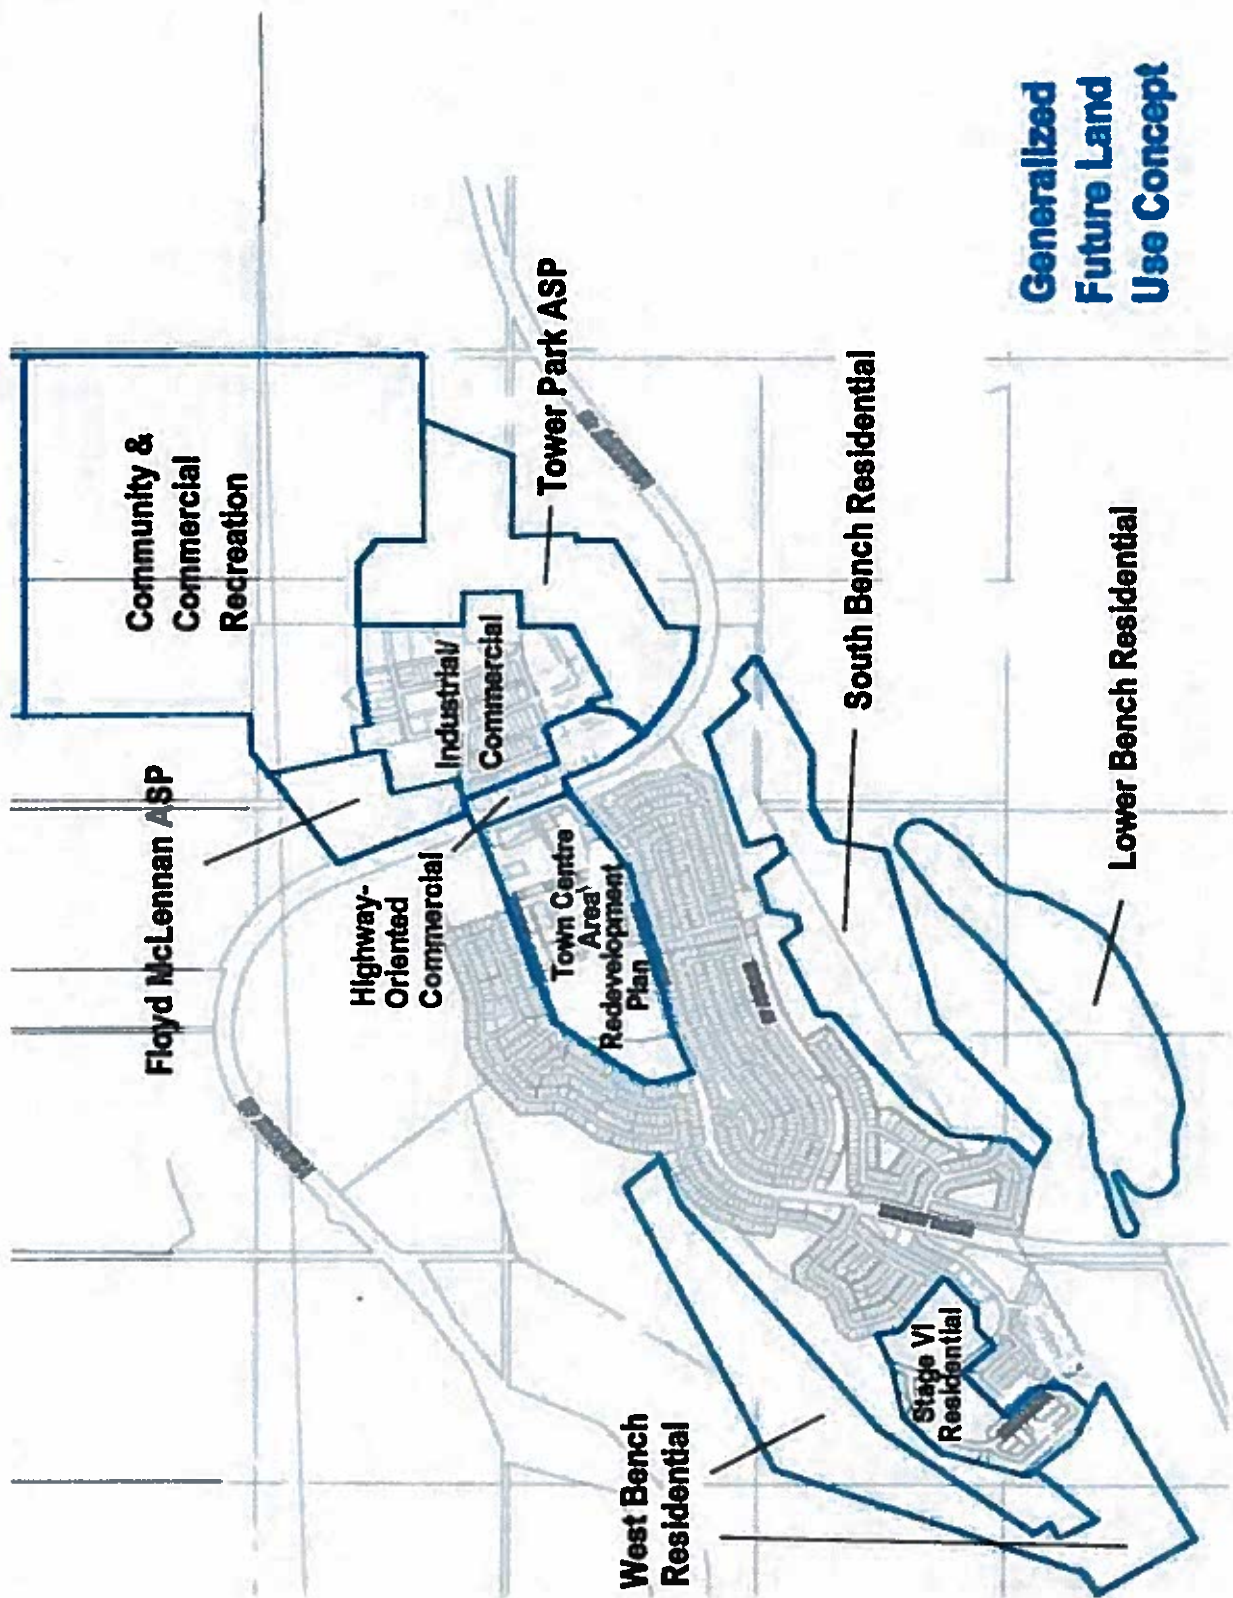 Generalized
Future Land
Use Concept
Community &
Commercial
Recreation
Floyd McLennan ASP
Tower Park ASP
Industrial/
Commercial
Highway-
Oriented
Commercial
Town Centre
Area
Redevelopment
Plan
South Bench Residential
Lower Bench Residential
West Bench
Residential
Stage VI
Residential